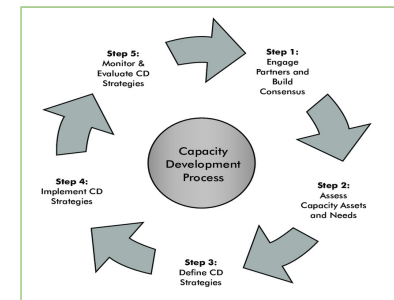 Step 1:
Engage
Partners and
Build
Consensus
Step 2:
Assess
Capacity Assets
and Needs
Step 3:
Define CD
Strategies
Step 4:
Implement CD
Strategies
Step 5:
Monitor &
Evaluate CD
Strategies
Capacity
Development
Process